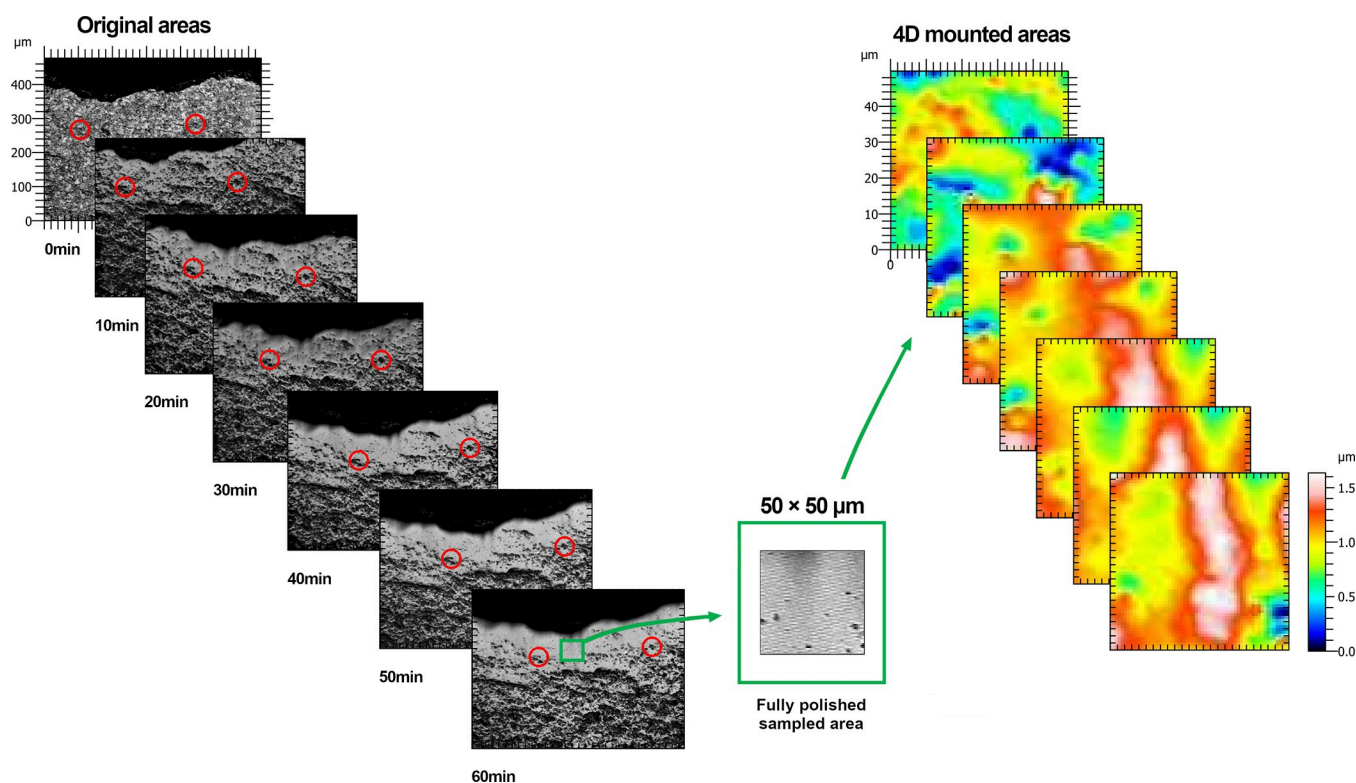 Original areas
µm
400
300
200
100
0
0min
10min
20min
30min
40min
50min
60min
50 × 50 µm
Fully polished
sampled area
4D mounted areas
µm
40
30
20
10
0
0
µm
1.5
1.0
0.5
0.0